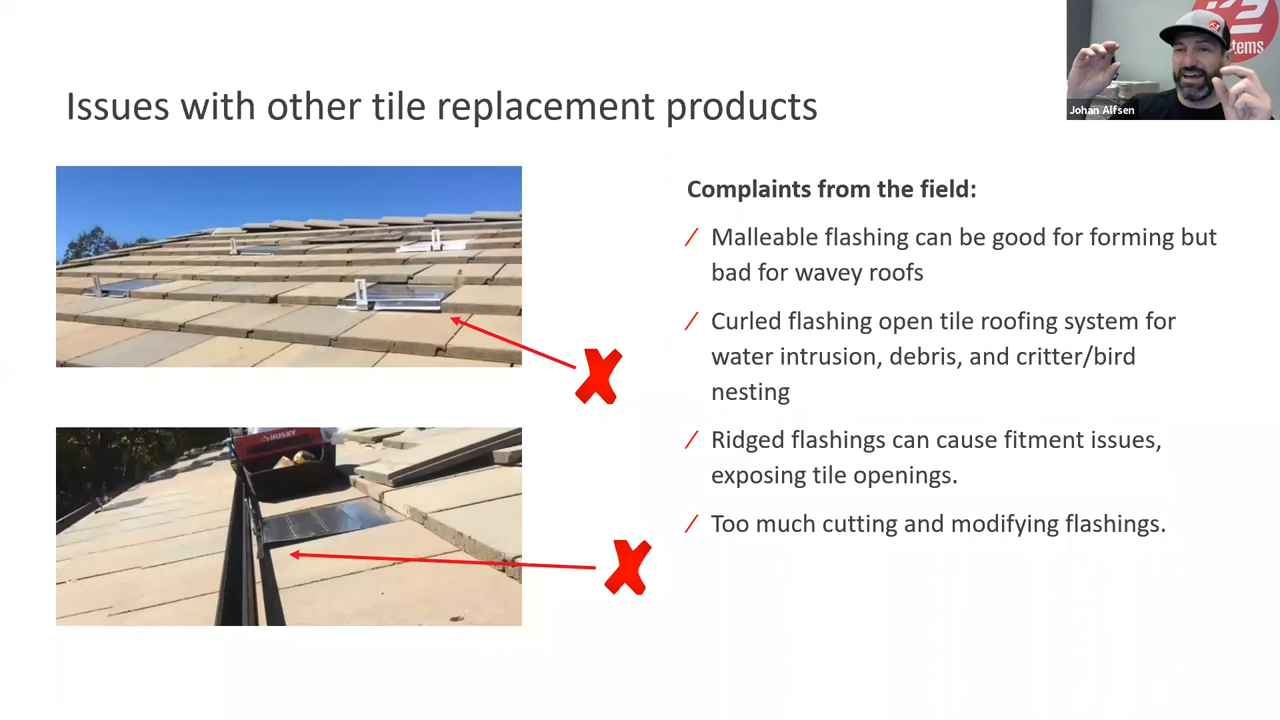 Issues with other tile replacement products
tems
Johan Alfsen
Complaints from the field:
/ Malleable flashing can be good for forming but
bad for wavey roofs
/ Curled flashing open tile roofing system for
water intrusion, debris, and critter/bird
nesting
/ Ridged flashings can cause fitment issues,
exposing tile openings.
/ Too much cutting and modifying flashings.
HUSKY